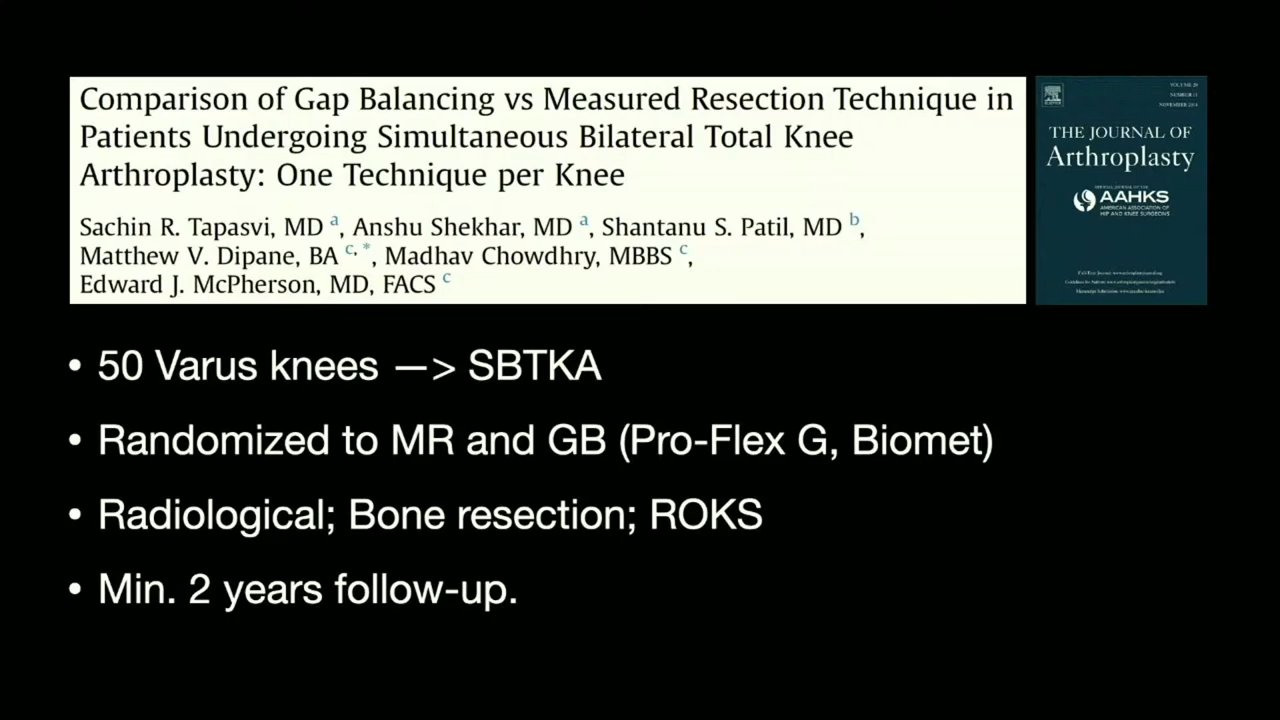 Comparison of Gap Balancing vs Measured Resection Technique in
Patients Undergoing Simultaneous Bilateral Total Knee
Arthroplasty: One Technique per Knee
Sachin R. Tapasvi, MD a, Anshu Shekhar, MD a, Shantanu S. Patil, MD b,
Matthew V. Dipane, BA c, *, Madhav Chowdhry, MBBS c,
Edward J. McPherson, MD, FACS c
THE JOURNAL OF
Arthroplasty
AAHKS
AMERICAN ASSOCIATION OF
HIP AND KNEE SURGEONS
• 50 Varus knees —> SBTKA
• Randomized to MR and GB (Pro-Flex G, Biomet)
• Radiological; Bone resection; ROKS
• Min. 2 years follow-up.